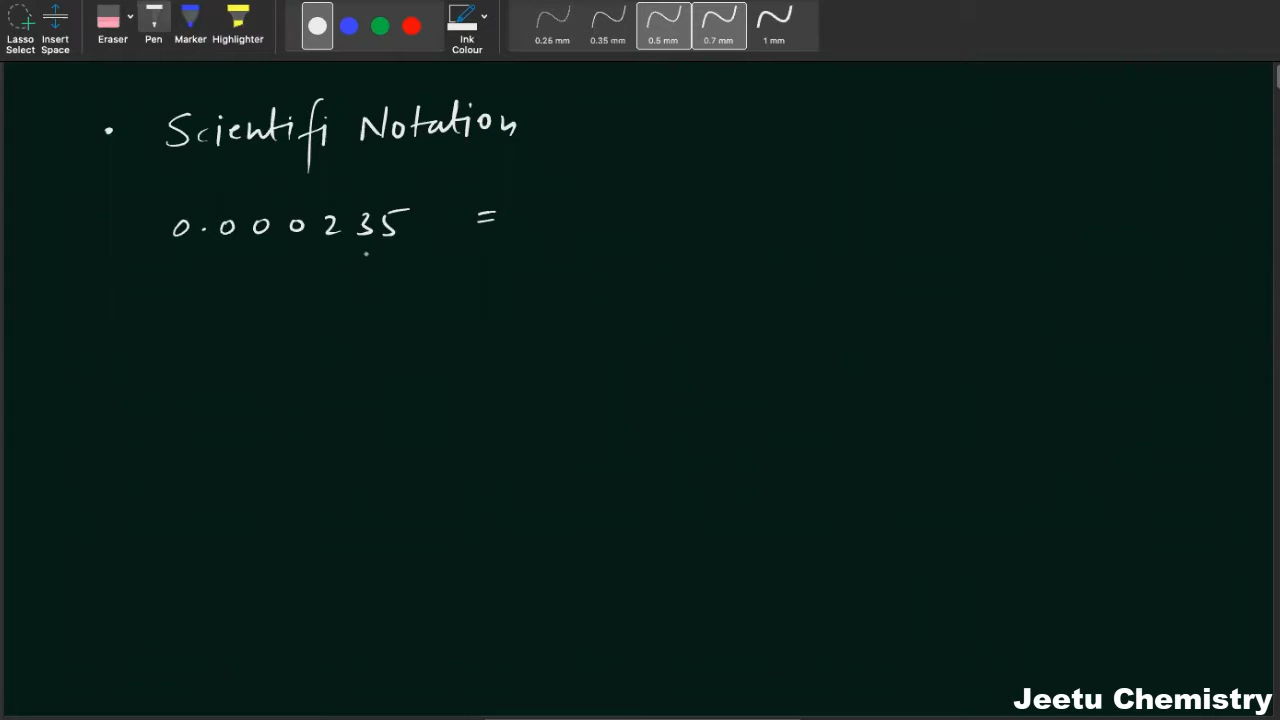 Lasso Select
Insert Space
Eraser
Pen
Marker
Highlighter
Ink Colour
0.26 mm
0.35 mm
0.5 mm
0.7 mm
1 mm
• Scientifi Notation
0.000235 =
Jeetu Chemistry